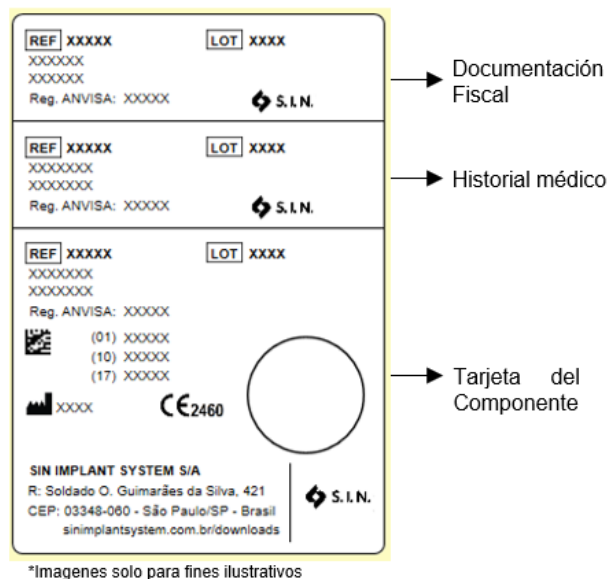 REF XXXXX LOT XXXX
XXXXXX
XXXXXX
Reg. ANVISA: XXXXX S.I.N.
Documentación
Fiscal
REF XXXXX LOT XXXX
XXXXXXX
XXXXXXX
Reg. ANVISA: XXXXX S.I.N.
Historial médico
REF XXXXX LOT XXXX
XXXXXXX
XXXXXXX
Reg. ANVISA: XXXXX
(01) XXXXX
(10) XXXXX
(17) XXXXX
XXXX CE2460
Tarjeta del
Componente
SIN IMPLANT SYSTEM S/A
R: Soldado O. Guimarães da Silva, 421
CEP: 03348-060 - São Paulo/SP - Brasil
sinimplantsystem.com.br/downloads
S.I.N.
*Imagenes solo para fines ilustrativos